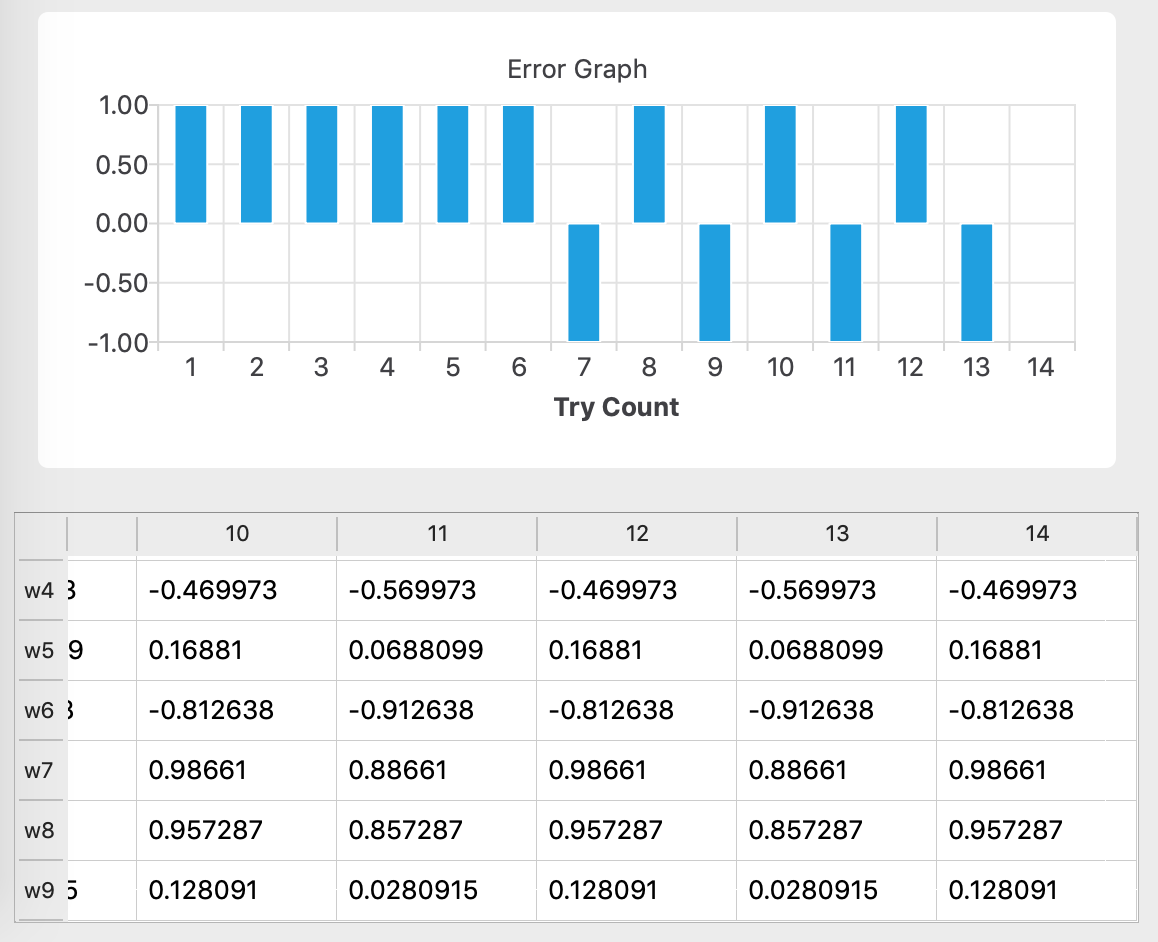 Error Graph
1.00
0.50
0.00
-0.50
-1.00
1 2 3 4 5 6 7 8 9 10 11 12 13 14
Try Count
10 11 12 13 14
w4 -0.469973 -0.569973 -0.469973 -0.569973 -0.469973
w5 9 0.16881 0.0688099 0.16881 0.0688099 0.16881
w6 -0.812638 -0.912638 -0.812638 -0.912638 -0.812638
w7 0.98661 0.88661 0.98661 0.88661 0.98661
w8 0.957287 0.857287 0.957287 0.857287 0.957287
w9 5 0.128091 0.0280915 0.128091 0.0280915 0.128091